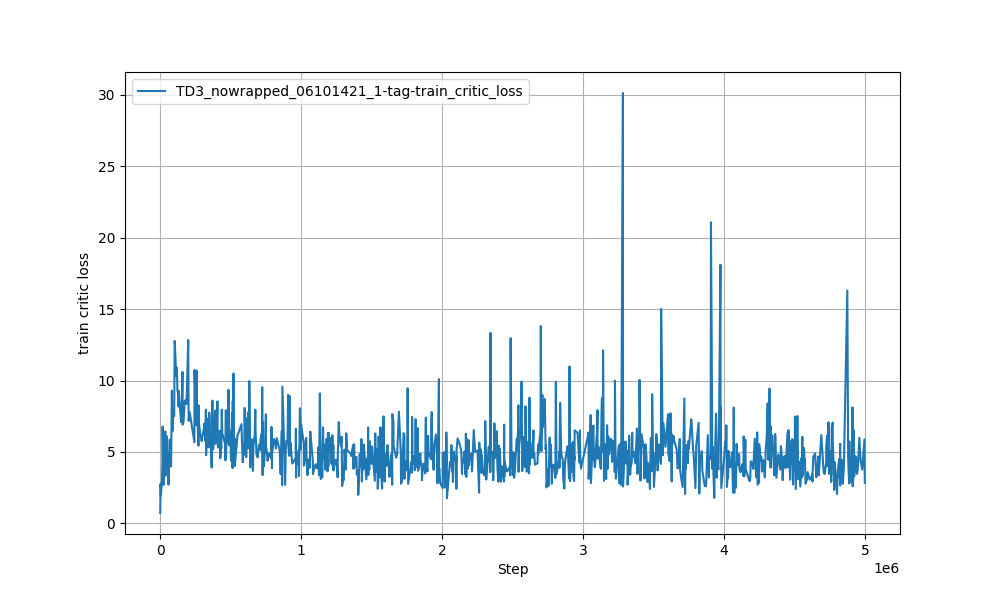 TD3_nowrapped_06101421_1-tag-train_critic_loss
30
25
20
15
10
5
0
train critic loss
0 1 2 3 4 5
Step
1e6